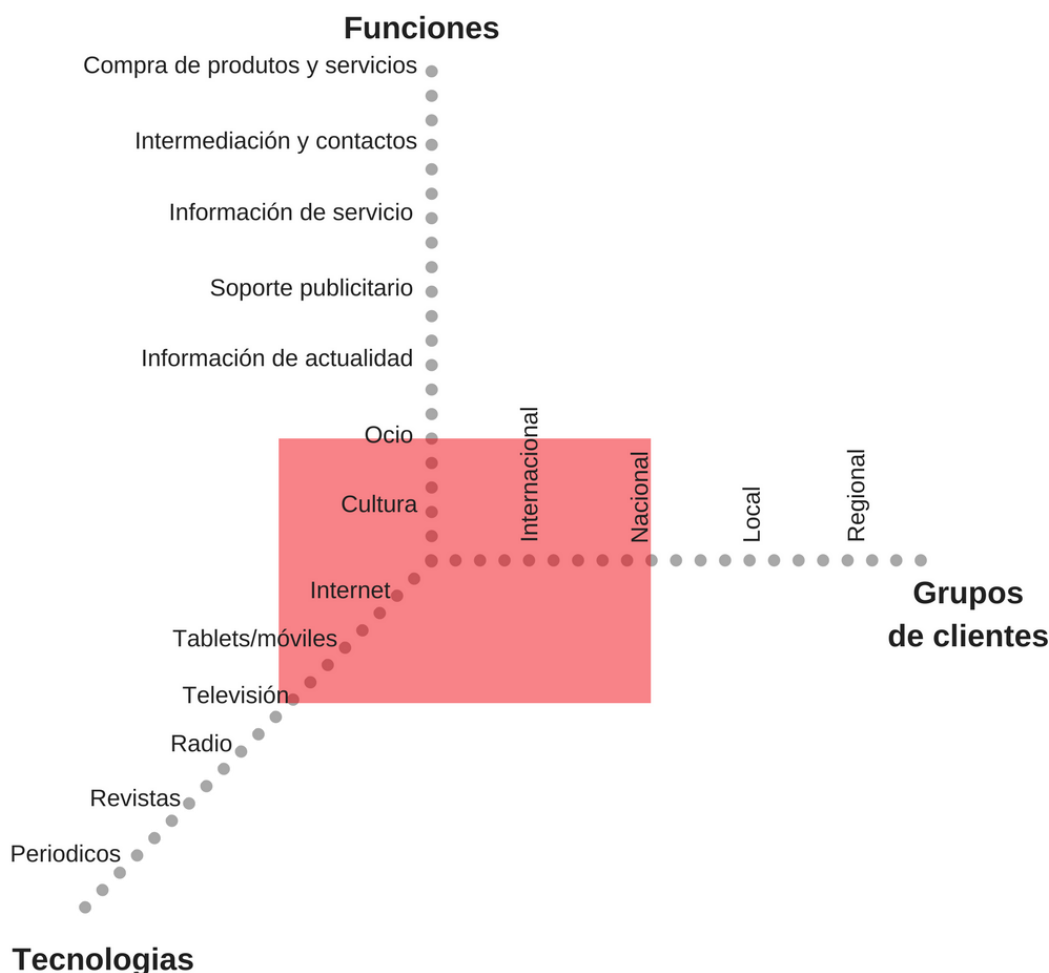 Funciones
Compra de produtos y servicios
Intermediación y contactos
Información de servicio
Soporte publicitario
Información de actualidad
Ocio
Cultura
Internacional
Nacional
Local
Regional
Grupos
de clientes
Internet
Tablets/móviles
Televisión
Radio
Revistas
Periodicos
Tecnologias